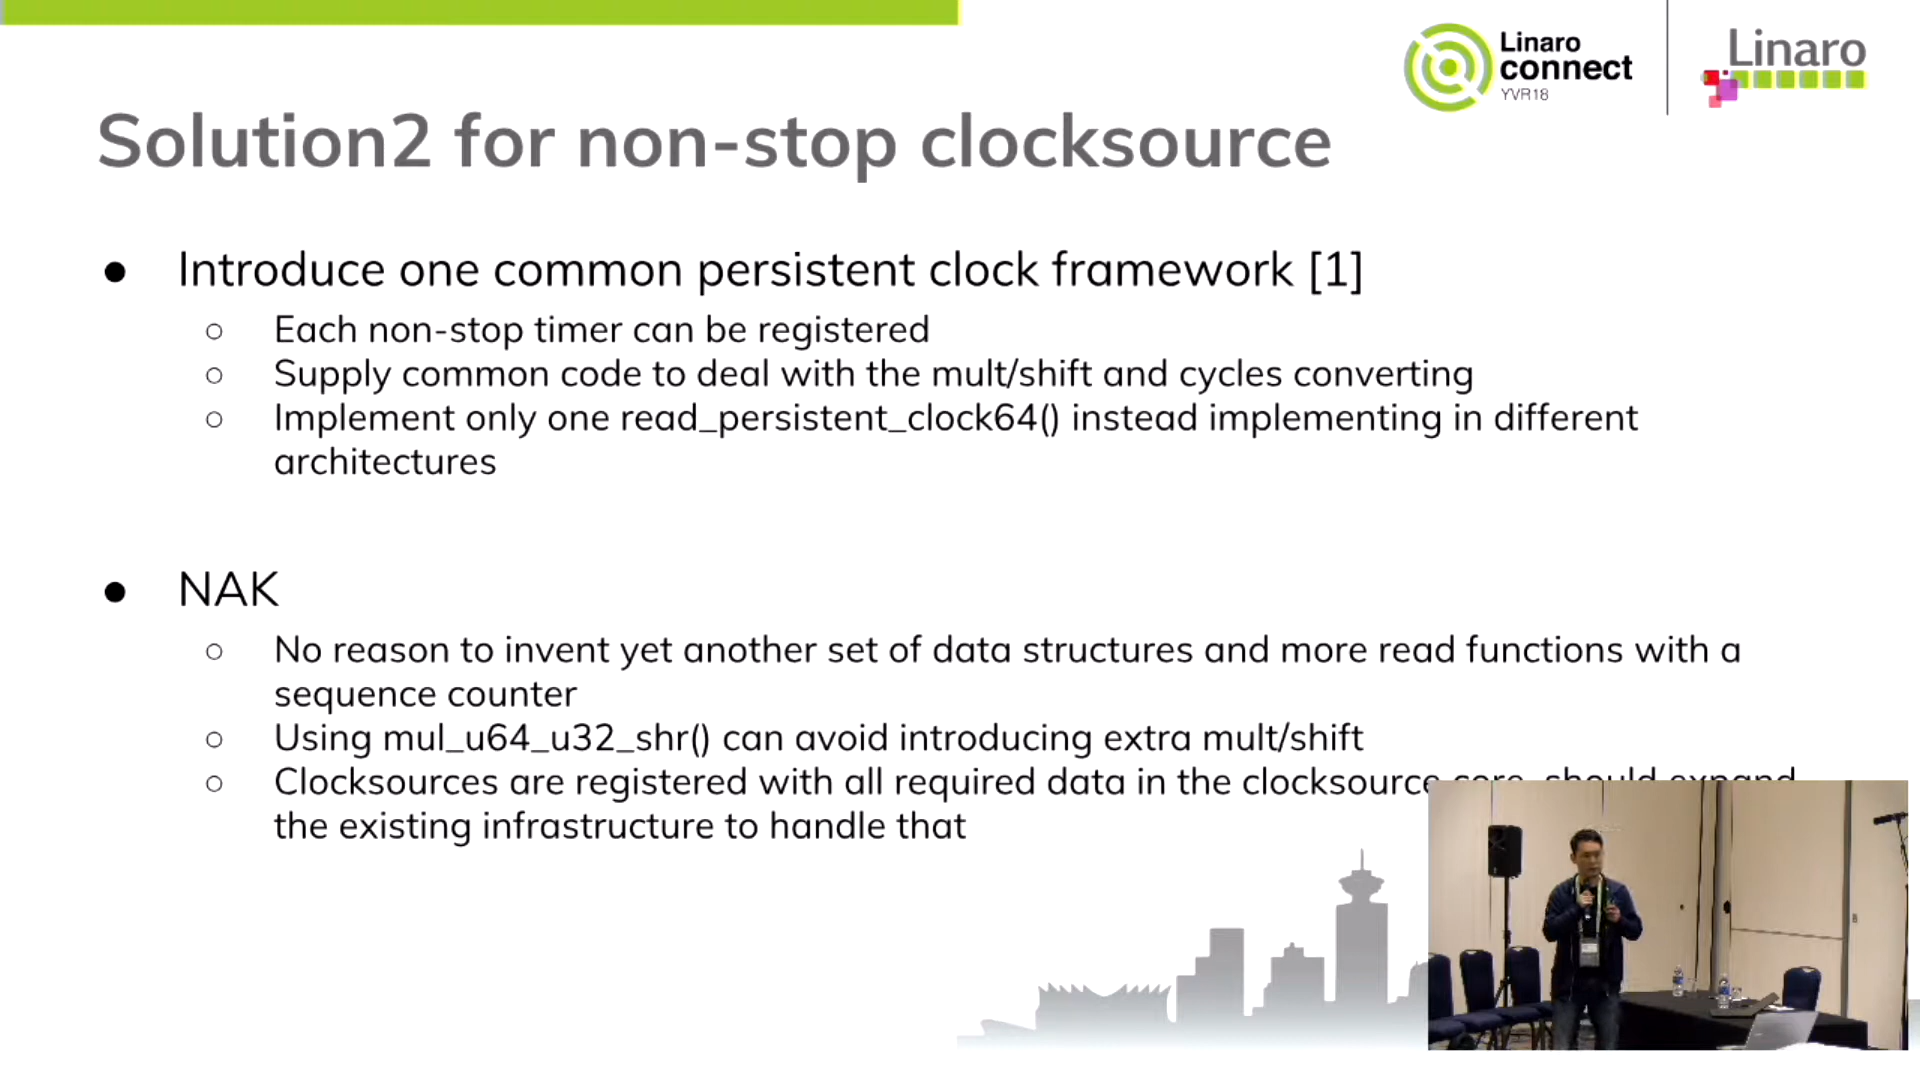 Linaro
connect
YVR18
Linaro
Solution2 for non-stop clocksource
● Introduce one common persistent clock framework [1]
○ Each non-stop timer can be registered
○ Supply common code to deal with the mult/shift and cycles converting
○ Implement only one read_persistent_clock64() instead implementing in different
architectures
● NAK
○ No reason to invent yet another set of data structures and more read functions with a
sequence counter
○ Using mul_u64_u32_shr() can avoid introducing extra mult/shift
○ Clocksources are registered with all required data in the clocksource core, should expand
the existing infrastructure to handle that